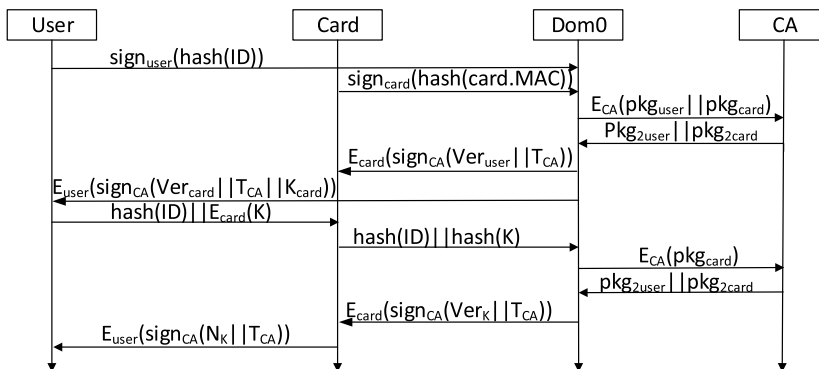 User Card Dom0 CA
sign_user(hash(ID))
sign_card(hash(card.MAC))
E_CA(pkg_user||pkg_card)
Pkg_2user||pkg_2card
E_card(sign_CA(Ver_user||T_CA))
E_user(sign_CA(Ver_card||T_CA||K_card))
hash(ID)||E_card(K)
hash(ID)||hash(K)
E_CA(pkg_card)
pkg_2user||pkg_2card
E_card(sign_CA(Ver_K||T_CA))
E_user(sign_CA(N_K||T_CA))